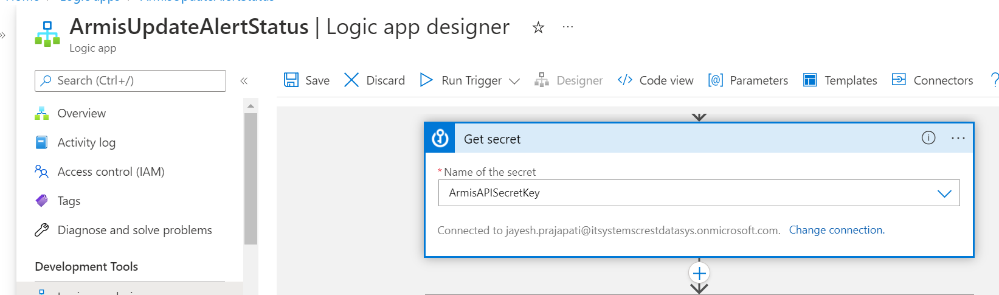 ArmisUpdateAlertStatus | Logic app designer
Logic app
Search (Ctrl+/)
Save
Discard
Run Trigger
Designer
Code view
Parameters
Templates
Connectors
Overview
Activity log
Access control (IAM)
Tags
Diagnose and solve problems
Development Tools
Get secret
* Name of the secret
ArmisAPISecretKey
Connected to jayesh.prajapati@itsystemscrestdatasys.onmicrosoft.com. Change connection.